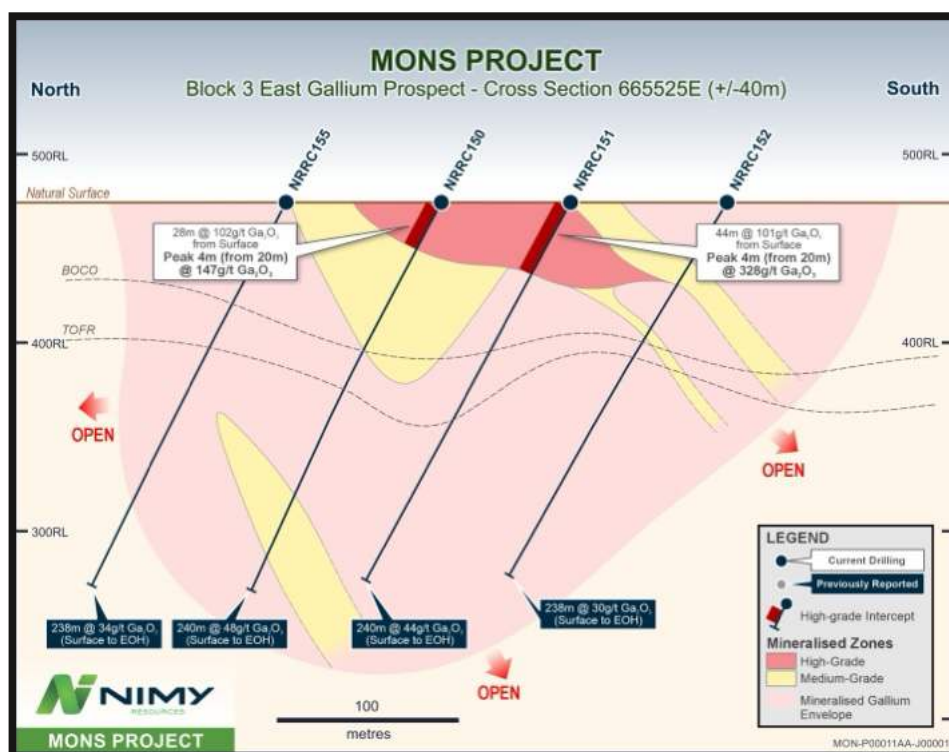 MONS PROJECT
Block 3 East Gallium Prospect - Cross Section 665525E (+/-40m)
North
South
500RL
500RL
NRRC155
NRRC150
NRRC151
NRRC152
Natural Surface
28m @ 102g/t Ga₂O₃
from Surface
Peak 4m (from 20m)
@ 147g/t Ga₂O₃
44m @ 101g/t Ga₂O₃
from Surface
Peak 4m (from 20m)
@ 328g/t Ga₂O₃
BOCO
TOFR
400RL
400RL
OPEN
OPEN
300RL
238m @ 34g/t Ga₂O₃
(Surface to EOH)
240m @ 48g/t Ga₂O₃
(Surface to EOH)
240m @ 44g/t Ga₂O₃
(Surface to EOH)
238m @ 30g/t Ga₂O₃
(Surface to EOH)
OPEN
LEGEND
Current Drilling
Previously Reported
High-grade Intercept
Mineralised Zones
High-Grade
Medium-Grade
Mineralised Gallium
Envelope
NIMY
RESOURCES
MONS PROJECT
100
metres
MON-P00011AA-J00001